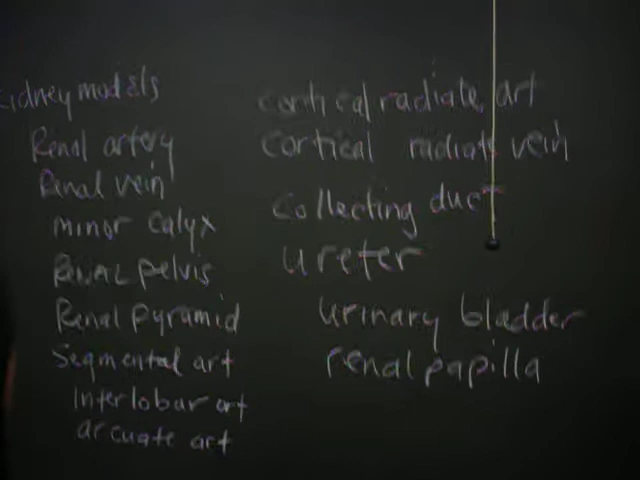 Kidney models
Renal artery
Renal vein
minor calyx
Renal pelvis
Renal pyramid
Segmental art
Interlobar art
arcuate art
cortical radiate art
cortical radiate vein
Collecting duct
ureter
urinary bladder
renal papilla